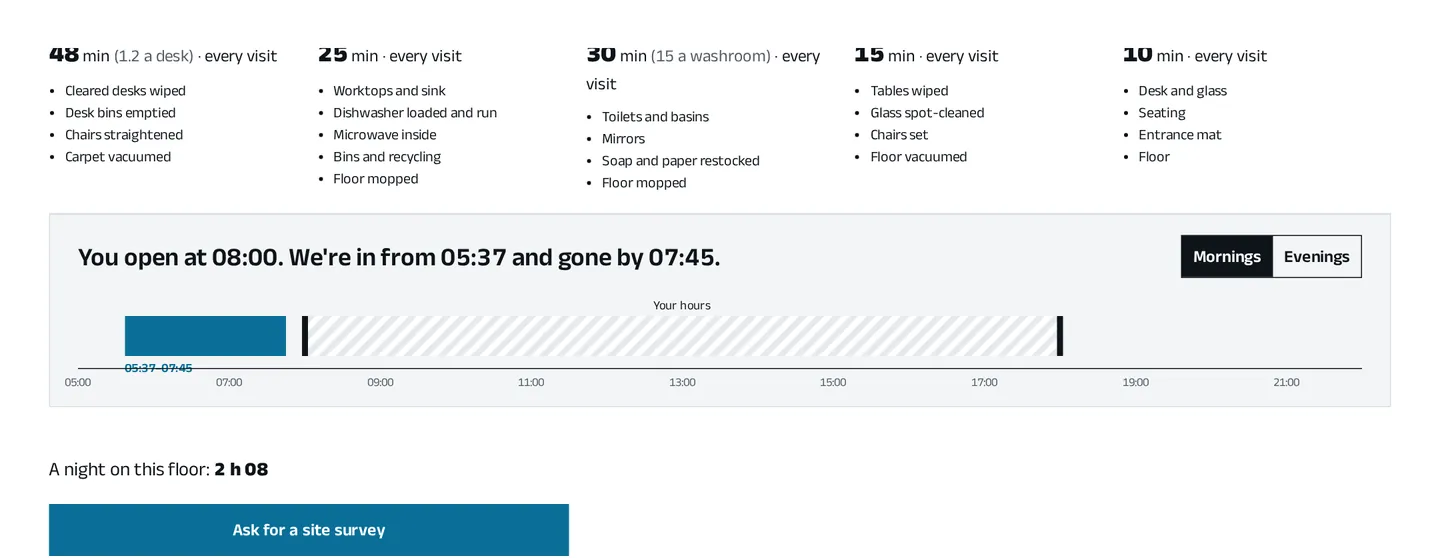 48 min (1.2 a desk) · every visit
Cleared desks wiped
Desk bins emptied
Chairs straightened
Carpet vacuumed
25 min · every visit
Worktops and sink
Dishwasher loaded and run
Microwave inside
Bins and recycling
Floor mopped
30 min (15 a washroom) · every
visit
Toilets and basins
Mirrors
Soap and paper restocked
Floor mopped
15 min · every visit
Tables wiped
Glass spot-cleaned
Chairs set
Floor vacuumed
10 min · every visit
Desk and glass
Seating
Entrance mat
Floor
You open at 08:00. We're in from 05:37 and gone by 07:45.
Mornings
Evenings
Your hours
05:37–07:45
05:00
07:00
09:00
11:00
13:00
15:00
17:00
19:00
21:00
A night on this floor: 2 h 08
Ask for a site survey